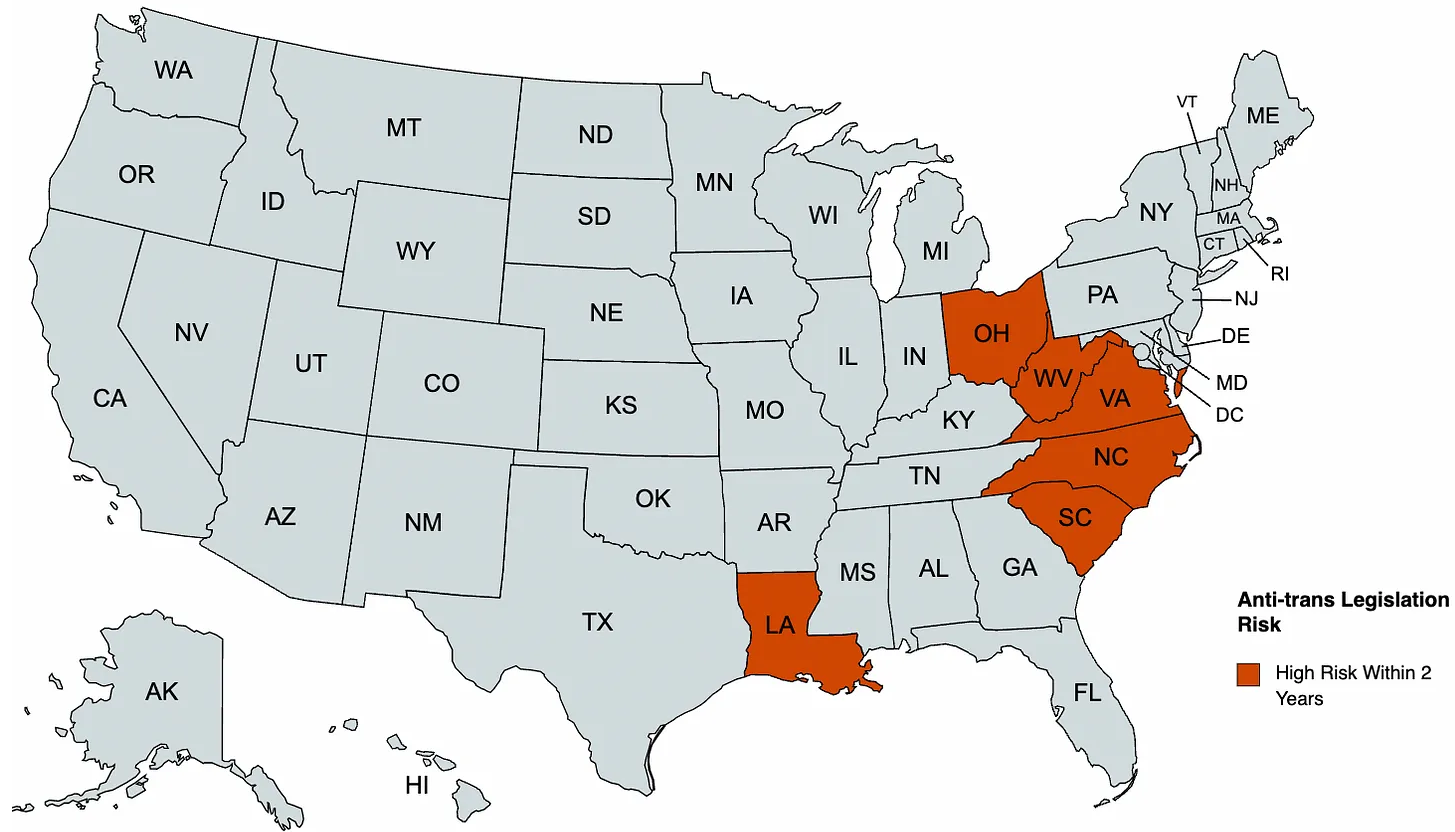 WA
MT
ND
MN
OR
ID
WY
SD
WI
MI
VT
ME
NH
NY
MA
CT
RI
NV
UT
CO
NE
IA
PA
NJ
CA
KS
MO
IL
IN
OH
DE
WV
VA
MD
DC
KY
AZ
NM
OK
AR
TN
NC
SC
TX
LA
MS
AL
GA
FL
AK
HI
Anti-trans Legislation
Risk
High Risk Within 2
Years